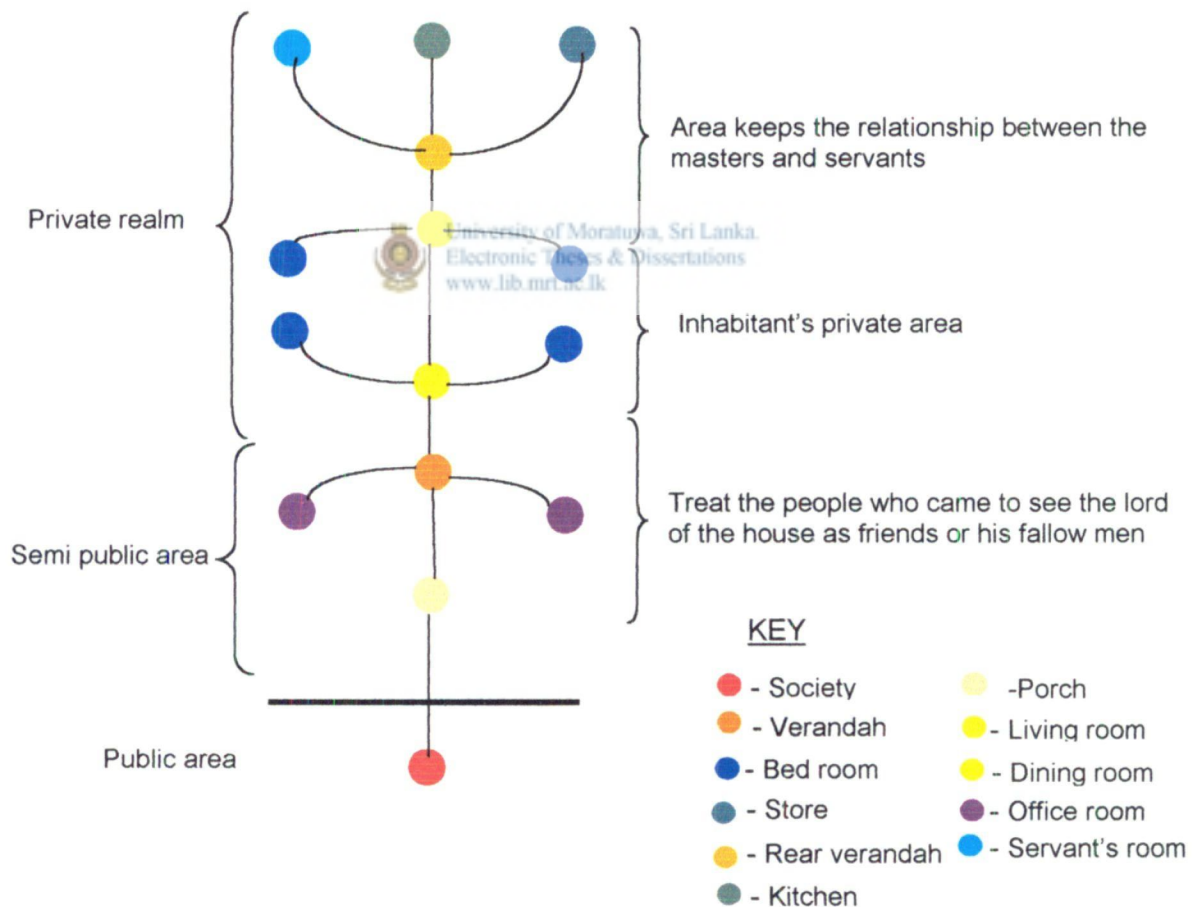 Area keeps the relationship between the
masters and servants
Private realm
University of Moratuwa, Sri Lanka.
Electronic Theses & Dissertations
www.lib.mrt.ac.lk
Inhabitant's private area
Treat the people who came to see the lord
of the house as friends or his fallow men
Semi public area
Public area
KEY
- Society
- Verandah
- Bed room
- Store
- Rear verandah
- Kitchen
-Porch
- Living room
- Dining room
- Office room
- Servant's room